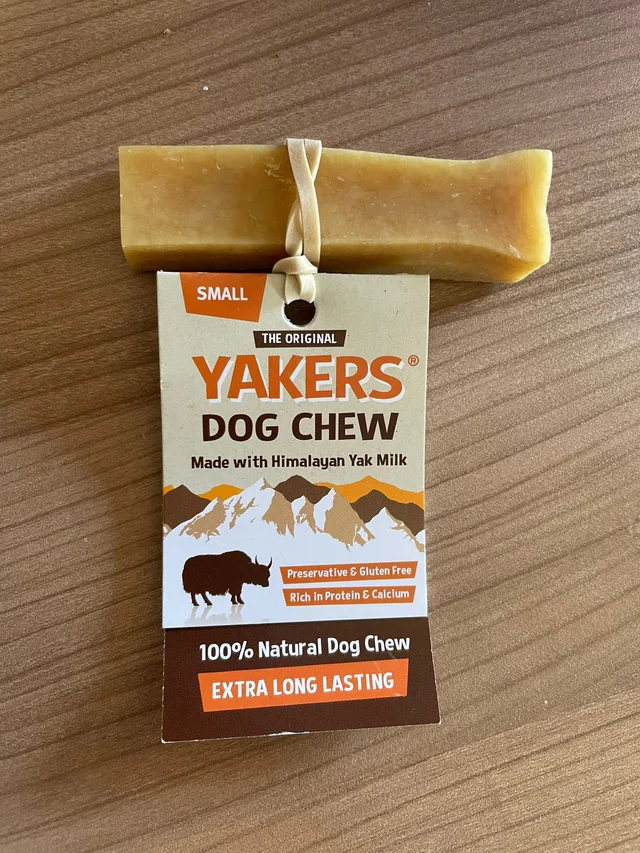 SMALL
THE ORIGINAL
YAKERS®
DOG CHEW
Made with Himalayan Yak Milk
Preservative & Gluten Free
Rich in Protein & Calcium
100% Natural Dog Chew
EXTRA LONG LASTING